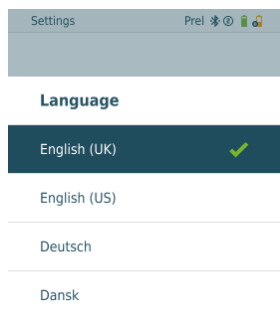 Settings Prel
Language
English (UK)
English (US)
Deutsch
Dansk